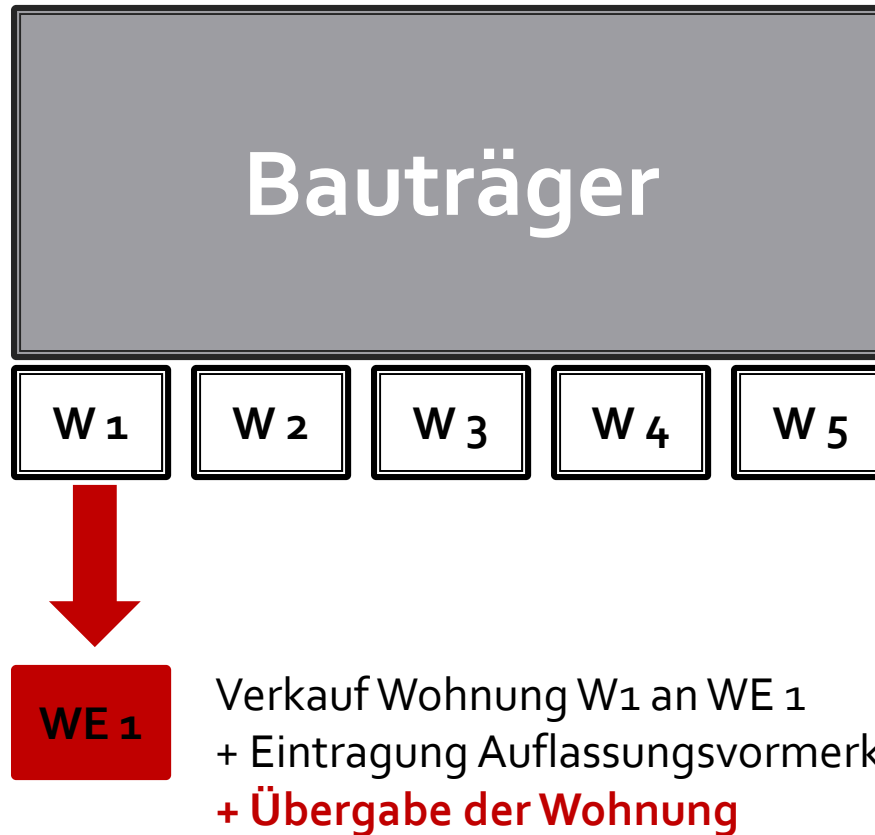 Bauträger
W 1 W 2 W 3 W 4 W 5
WE 1
Verkauf Wohnung W1 an WE 1
+ Eintragung Auflassungsvormerk
+ Übergabe der Wohnung